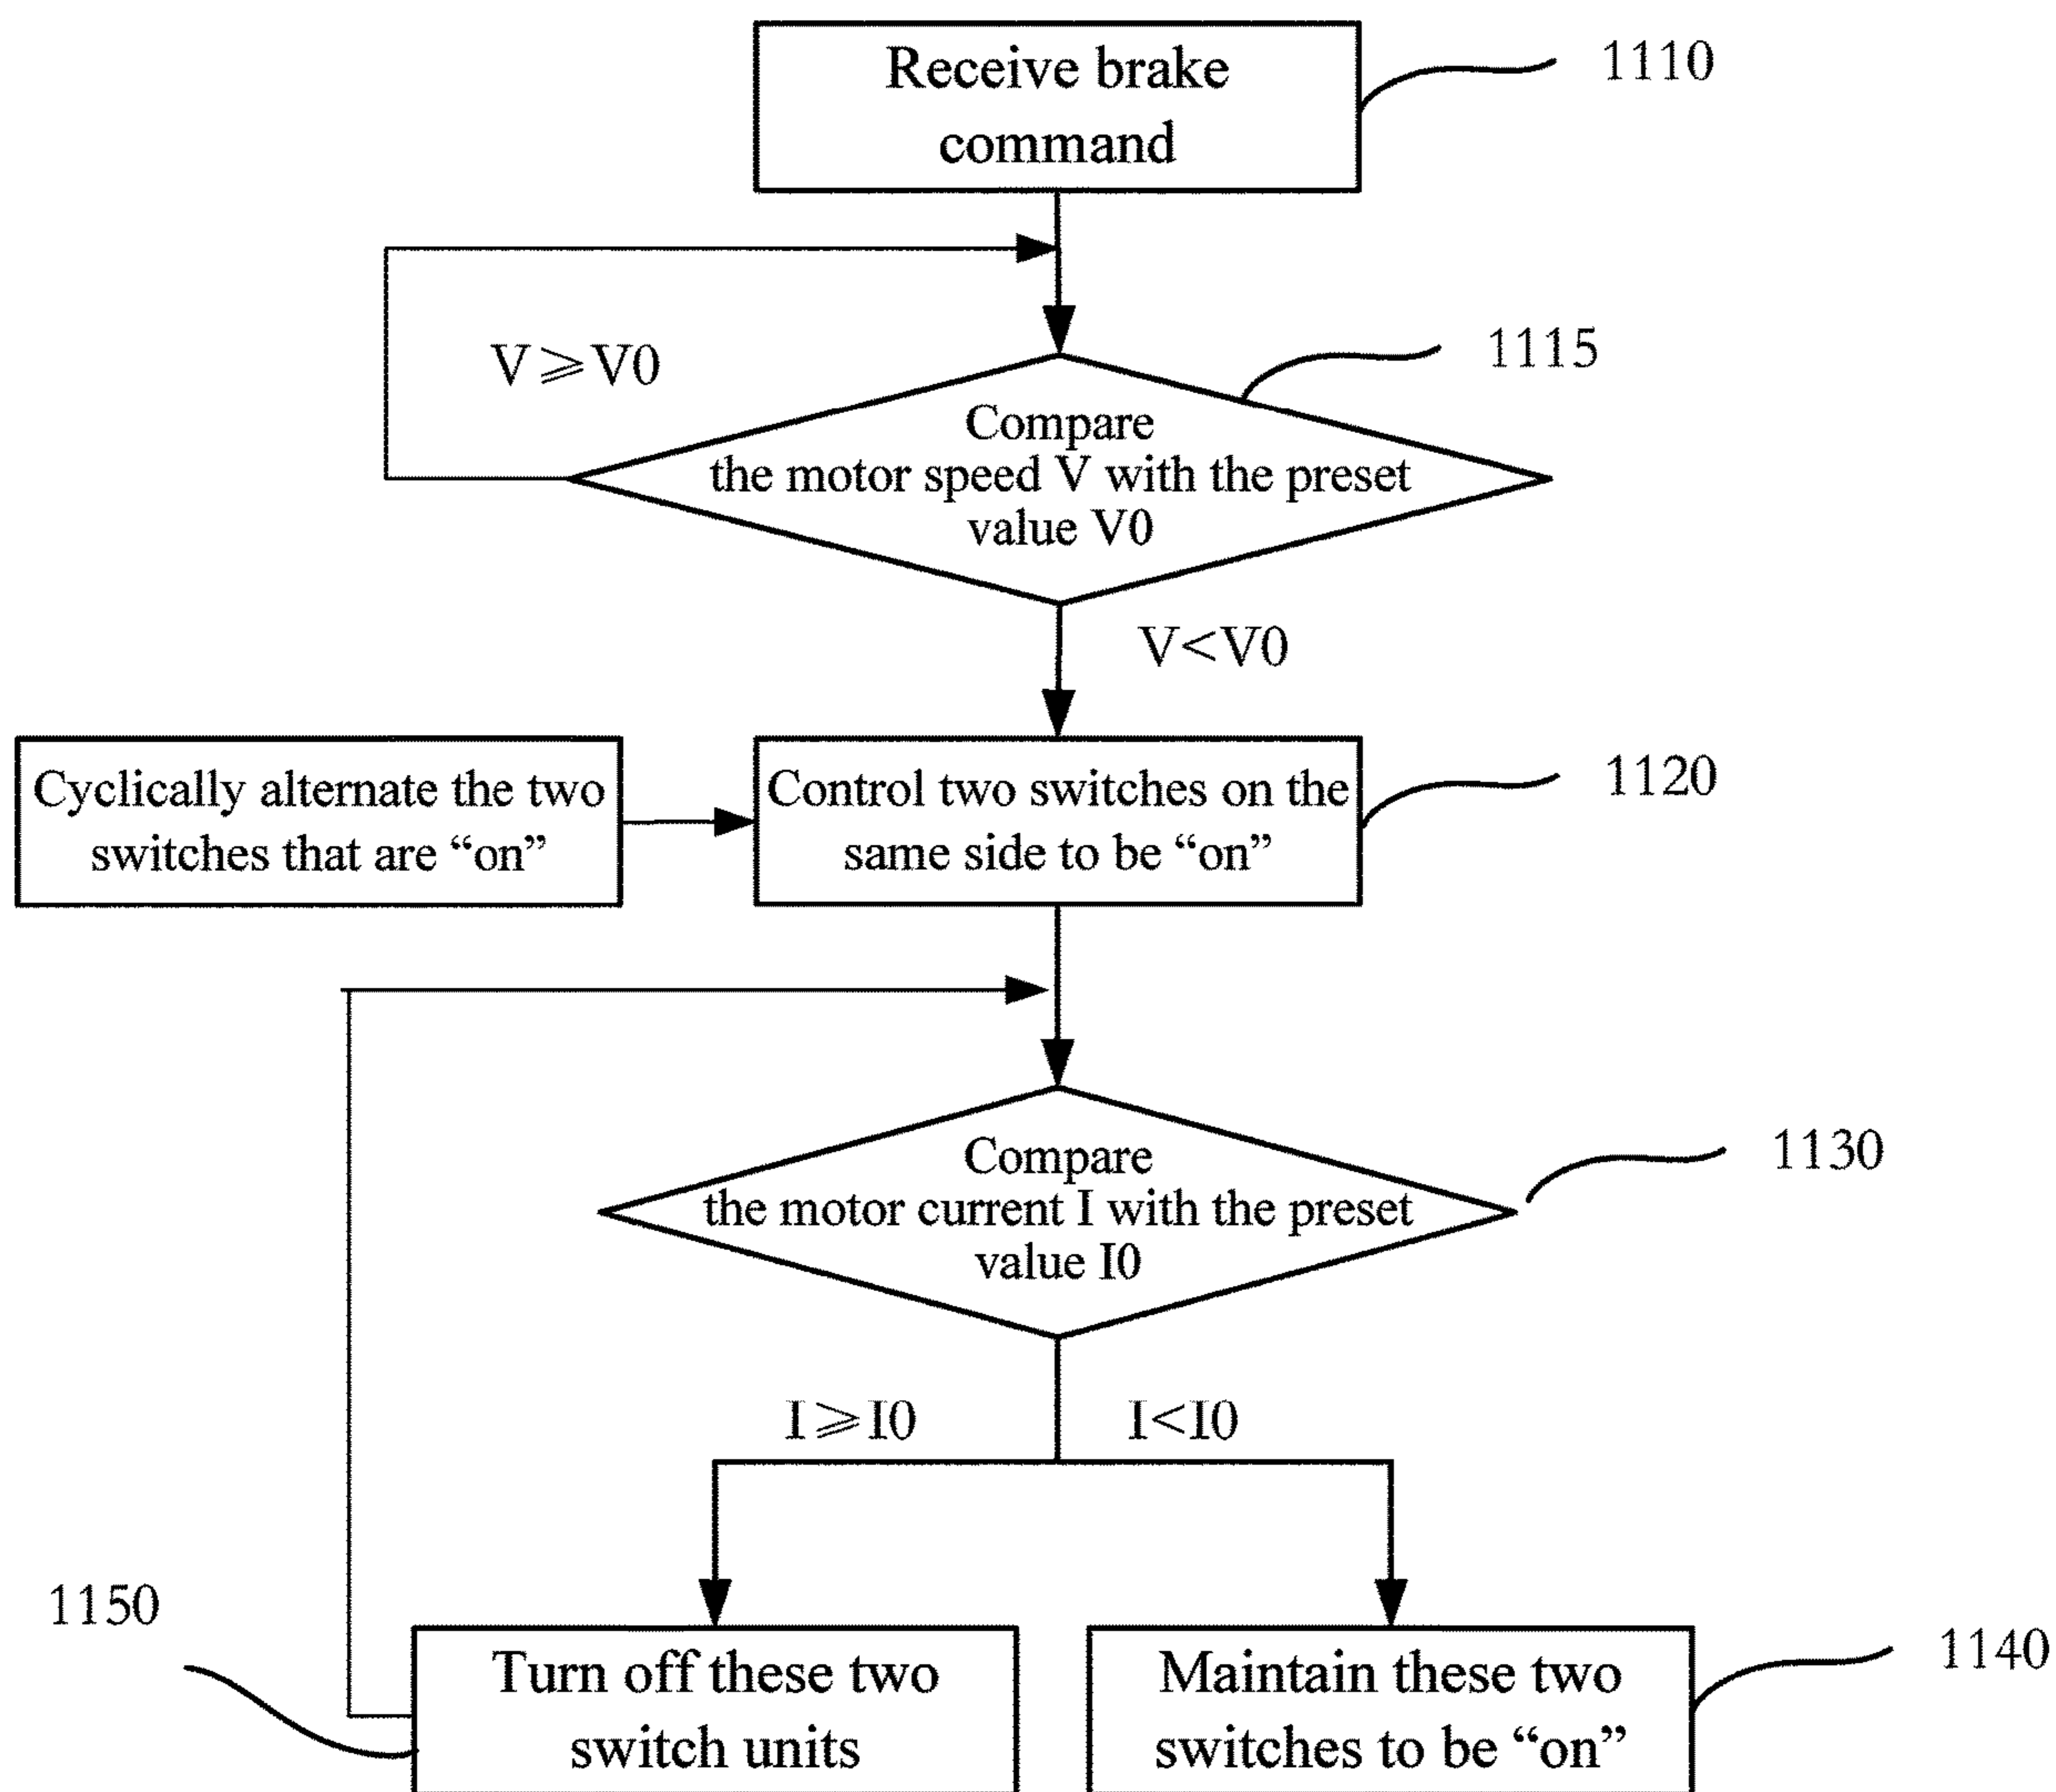 Receive brake
command
1110
V⩾V0
1115
Compare
the motor speed V with the preset
value V0
V<V0
Cyclically alternate the two
switches that are “on”
Control two switches on the
same side to be “on”
1120
Compare
the motor current I with the preset
value I0
1130
I⩾I0
I<I0
1150
Turn off these two
switch units
Maintain these two
switches to be “on”
1140